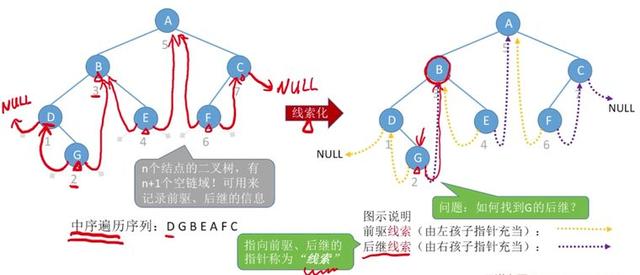 A
5
B
3
C
7
NULL
NULL
D
1
E
4
F
6
G
2
n个结点的二叉树，有
n+1个空链域！可用来
记录前驱、后继的信息
中序遍历序列：D G B E A F C
线索化
A
5
B
C
NULL
D
1
E
4
F
6
NULL
G
2
问题：如何找到G的后继？
图示说明
前驱线索（由左孩子指针充当）：
后继线索（由右孩子指针充当）：
指向前驱、后继的
指针称为“线索”